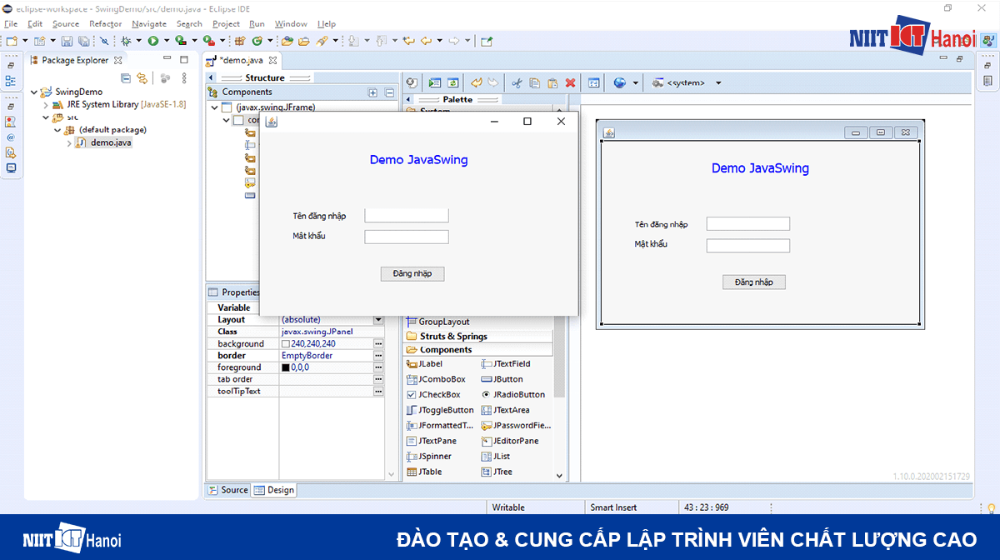 eclipse-workspace - SwingDemo/src/demo.java - Eclipse IDE
File Edit Source Refactor Navigate Search Project Run Window Help
NIIT ICT Hanoi
Package Explorer
SwingDemo
JRE System Library [JavaSE-1.8]
src
(default package)
demo.java
*demo.java
Structure
Components
(javax.swing.JFrame)
Properties
Variable
Layout (absolute)
Class javax.swing.JPanel
background 240,240,240
border EmptyBorder
foreground 0,0,0
tab order
toolTipText
<system>
Palette
System
GroupLayout
Struts & Springs
Components
JLabel JTextField
JComboBox JButton
JCheckBox JRadioButton
JToggleButton JTextArea
JFormattedT... JPasswordFie...
JTextPane JEditorPane
JSpinner JList
JTable JTree
Demo JavaSwing
Tên đăng nhập
Mật khẩu
Đăng nhập
Demo JavaSwing
Tên đăng nhập
Mật khẩu
Đăng nhập
1.10.0.202002151729
Source Design
Writable Smart Insert 43 : 23 : 969
NIIT ICT Hanoi
ĐÀO TẠO & CUNG CẤP LẬP TRÌNH VIÊN CHẤT LƯỢNG CAO